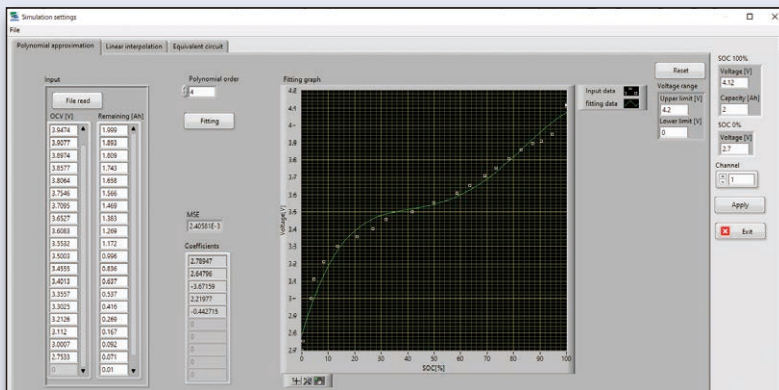 Simulation settings
File
Polynomial approximation
Linear interpolation
Equivalent circuit
Input
File read
OCV [V] Remaining [Ah]
3.9474 1.999
3.9077 1.893
3.8974 1.809
3.8577 1.743
3.8064 1.658
3.7546 1.566
3.7095 1.469
3.6527 1.383
3.6083 1.269
3.5532 1.172
3.5003 0.996
3.4555 0.836
3.4013 0.637
3.3557 0.537
3.3025 0.416
3.2126 0.269
3.112 0.167
3.0007 0.092
2.7533 0.071
0 0.01
Polynomial order
4
Fitting
MSE
2.40561E-3
Coefficients
2.78947
2.64796
-3.67159
2.21977
-0.442715
0
0
0
0
0
Fitting graph
Voltage[V]
4.2
4.1
4
3.9
3.8
3.7
3.6
3.5
3.4
3.3
3.2
3.1
3
2.9
2.8
2.7
0 10 20 30 40 50 60 70 80 90 100
SOC[%]
Input data
fitting data
Reset
Voltage range
Upper limit [V]
4.2
Lower limit [V]
0
SOC 100%
Voltage [V]
4.12
Capacity [Ah]
2
SOC 0%
Voltage [V]
2.7
Channel
1
Apply
Exit